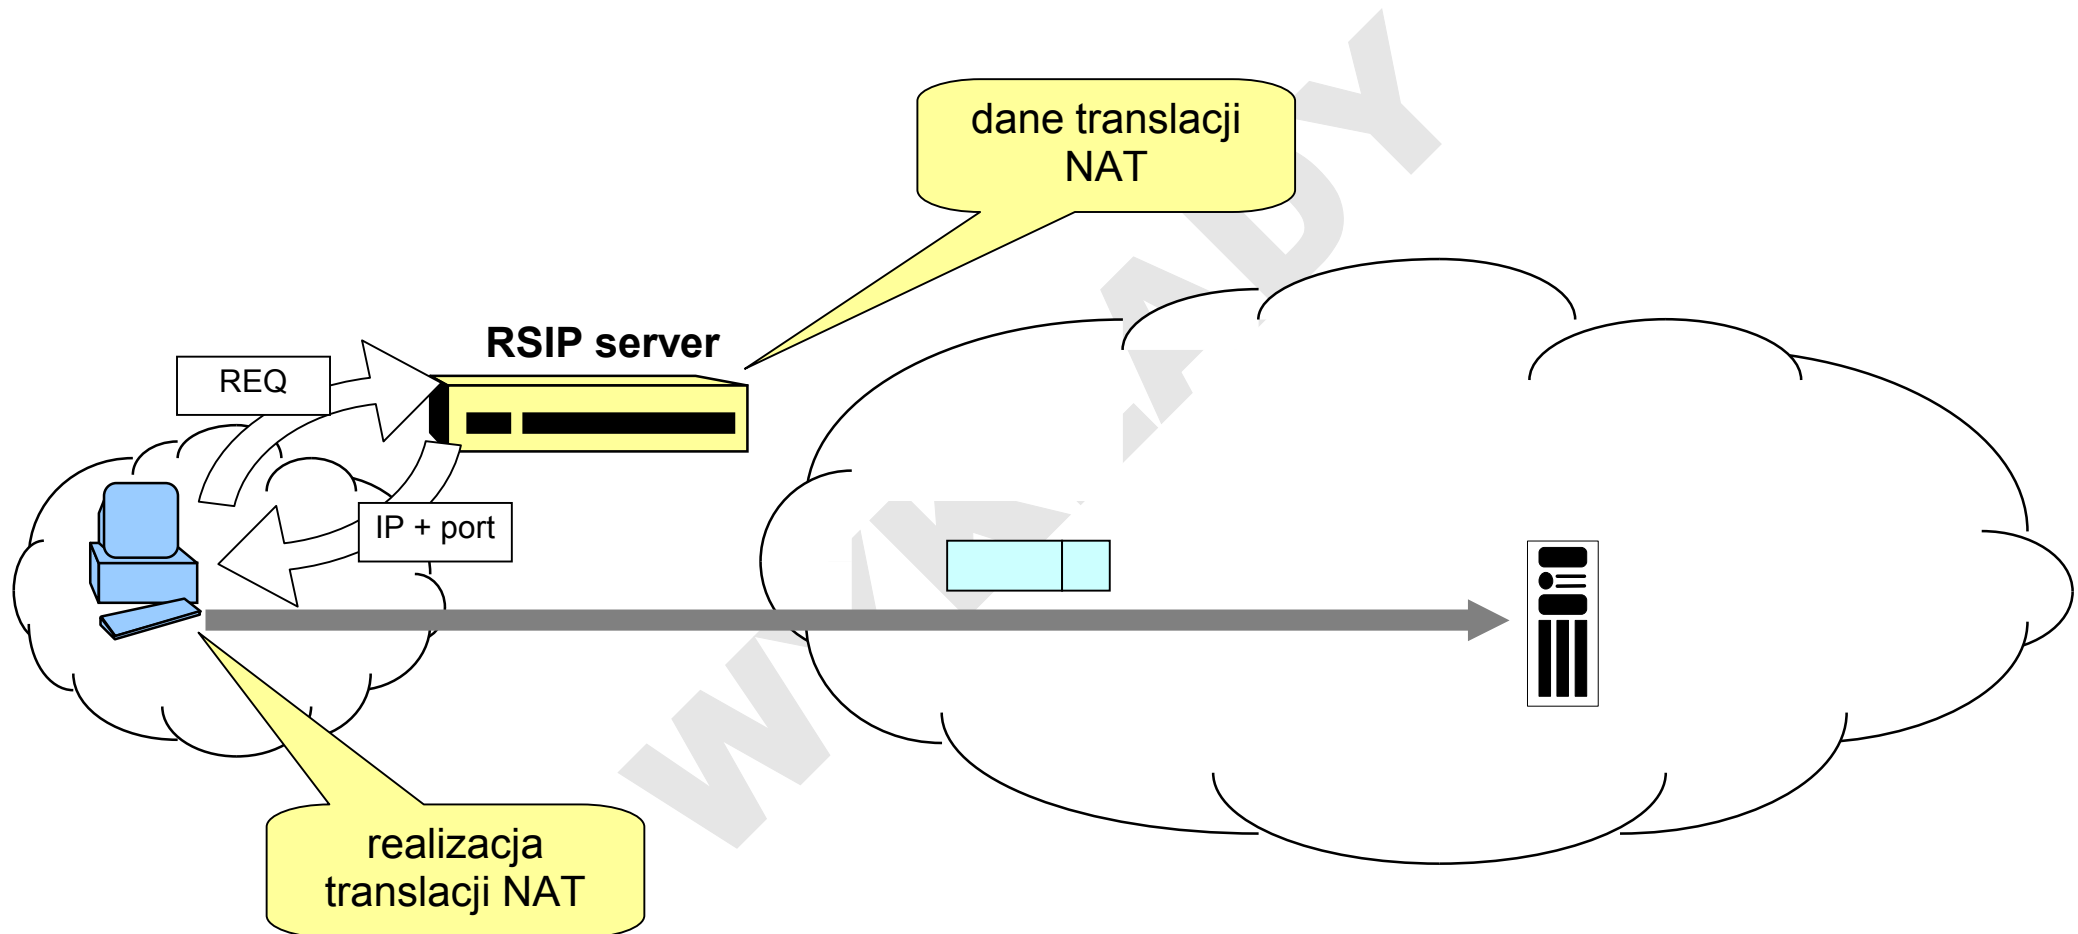 dane translacji
NAT
RSIP server
REQ
IP + port
realizacja
translacji NAT